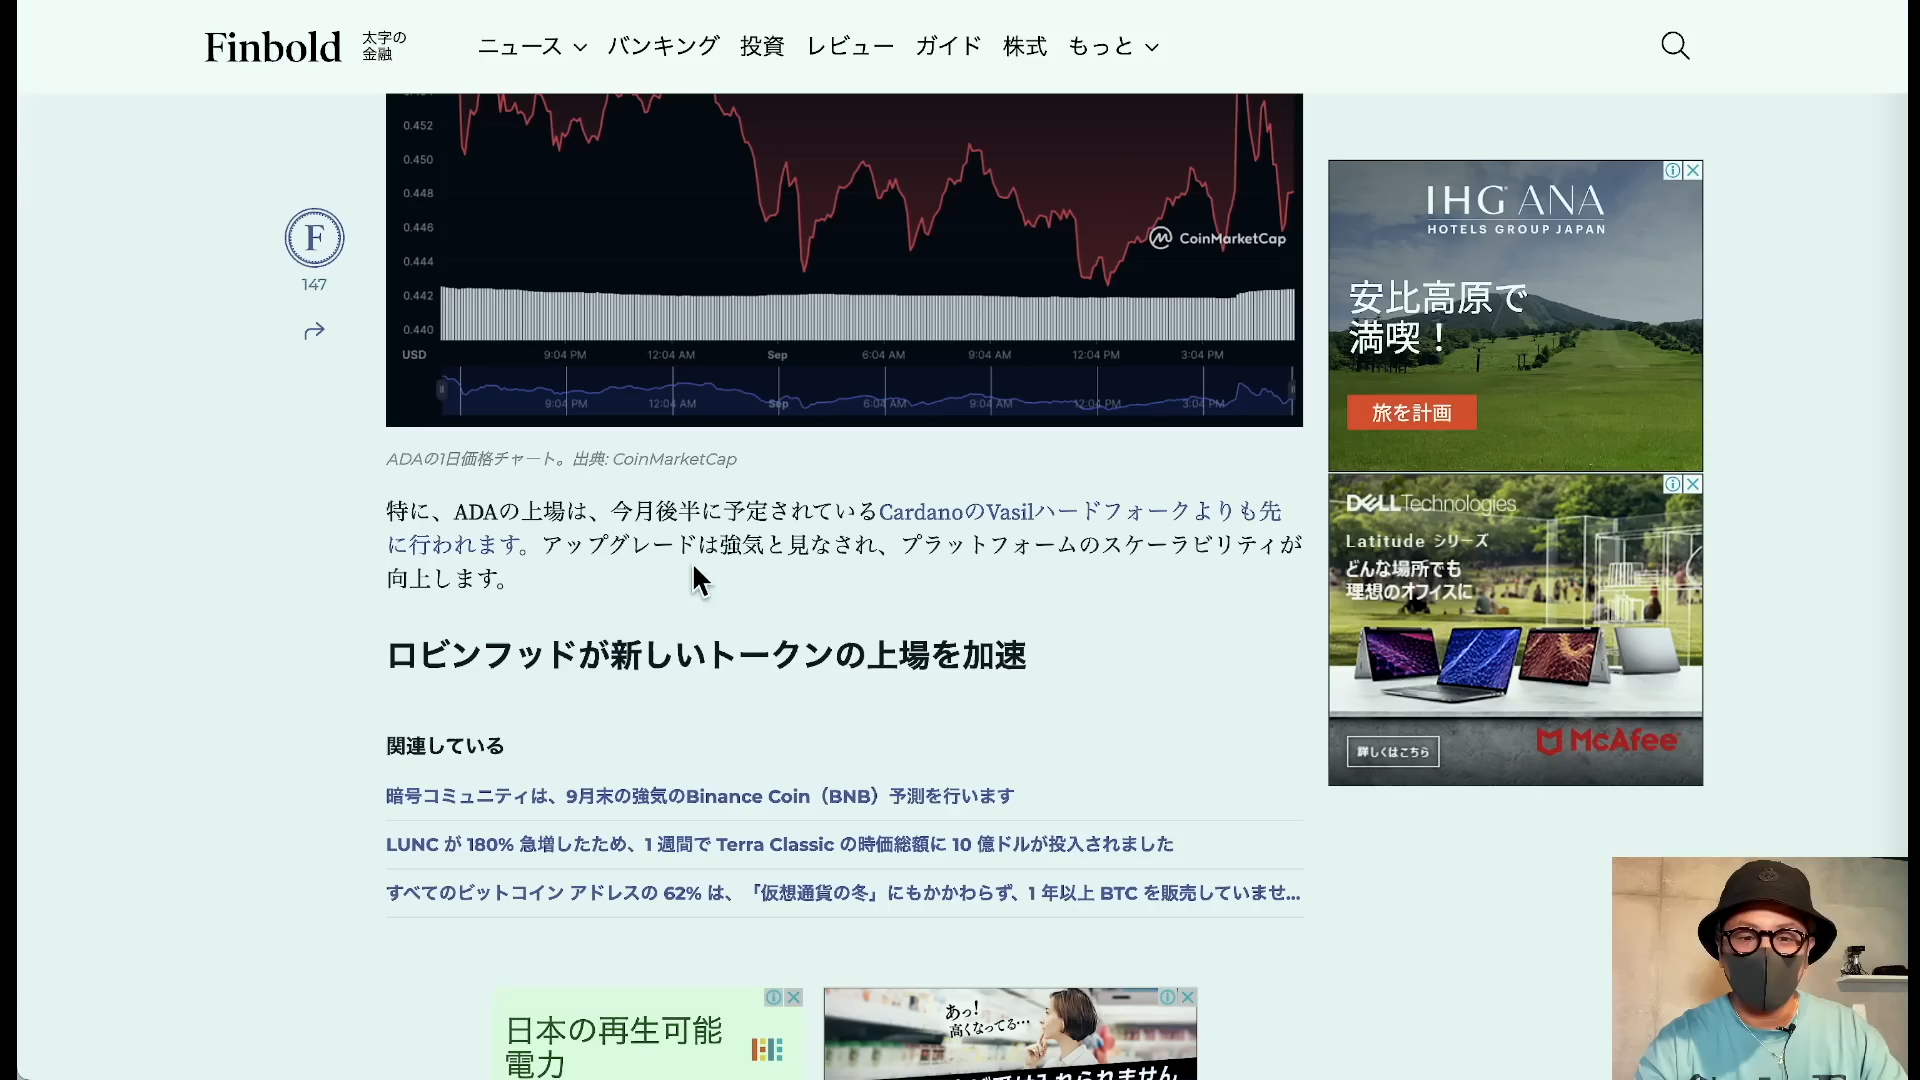 Finbold
太字の
金融
ニュース
バンキング
投資
レビュー
ガイド
株式
もっと
0.452
0.450
0.448
0.446
0.444
0.442
0.440
CoinMarketCap
USD
9:04 PM
12:04 AM
Sep
6:04 AM
9:04 AM
12:04 PM
3:04 PM
9:04 PM
12:04 AM
Sep
6:04 AM
9:04 AM
12:04 PM
3:04 PM
F
147
ADAの1日価格チャート。出典: CoinMarketCap
特に、ADAの上場は、今月後半に予定されているCardanoのVasilハードフォークよりも先
に行われます。アップグレードは強気と見なされ、プラットフォームのスケーラビリティが
向上します。
ロビンフッドが新しいトークンの上場を加速
関連している
暗号コミュニティは、9月末の強気のBinance Coin（BNB）予測を行います
LUNC が 180% 急増したため、1 週間で Terra Classic の時価総額に 10 億ドルが投入されました
すべてのビットコイン アドレスの 62% は、「仮想通貨の冬」にもかかわらず、1 年以上 BTC を販売していませ...
IHG ANA
HOTELS GROUP JAPAN
安比高原で
満喫！
旅を計画
DELL Technologies
Latitude シリーズ
どんな場所でも
理想のオフィスに
McAfee
詳しくはこちら
日本の再生可能
電力
あっ!
高くなってる…